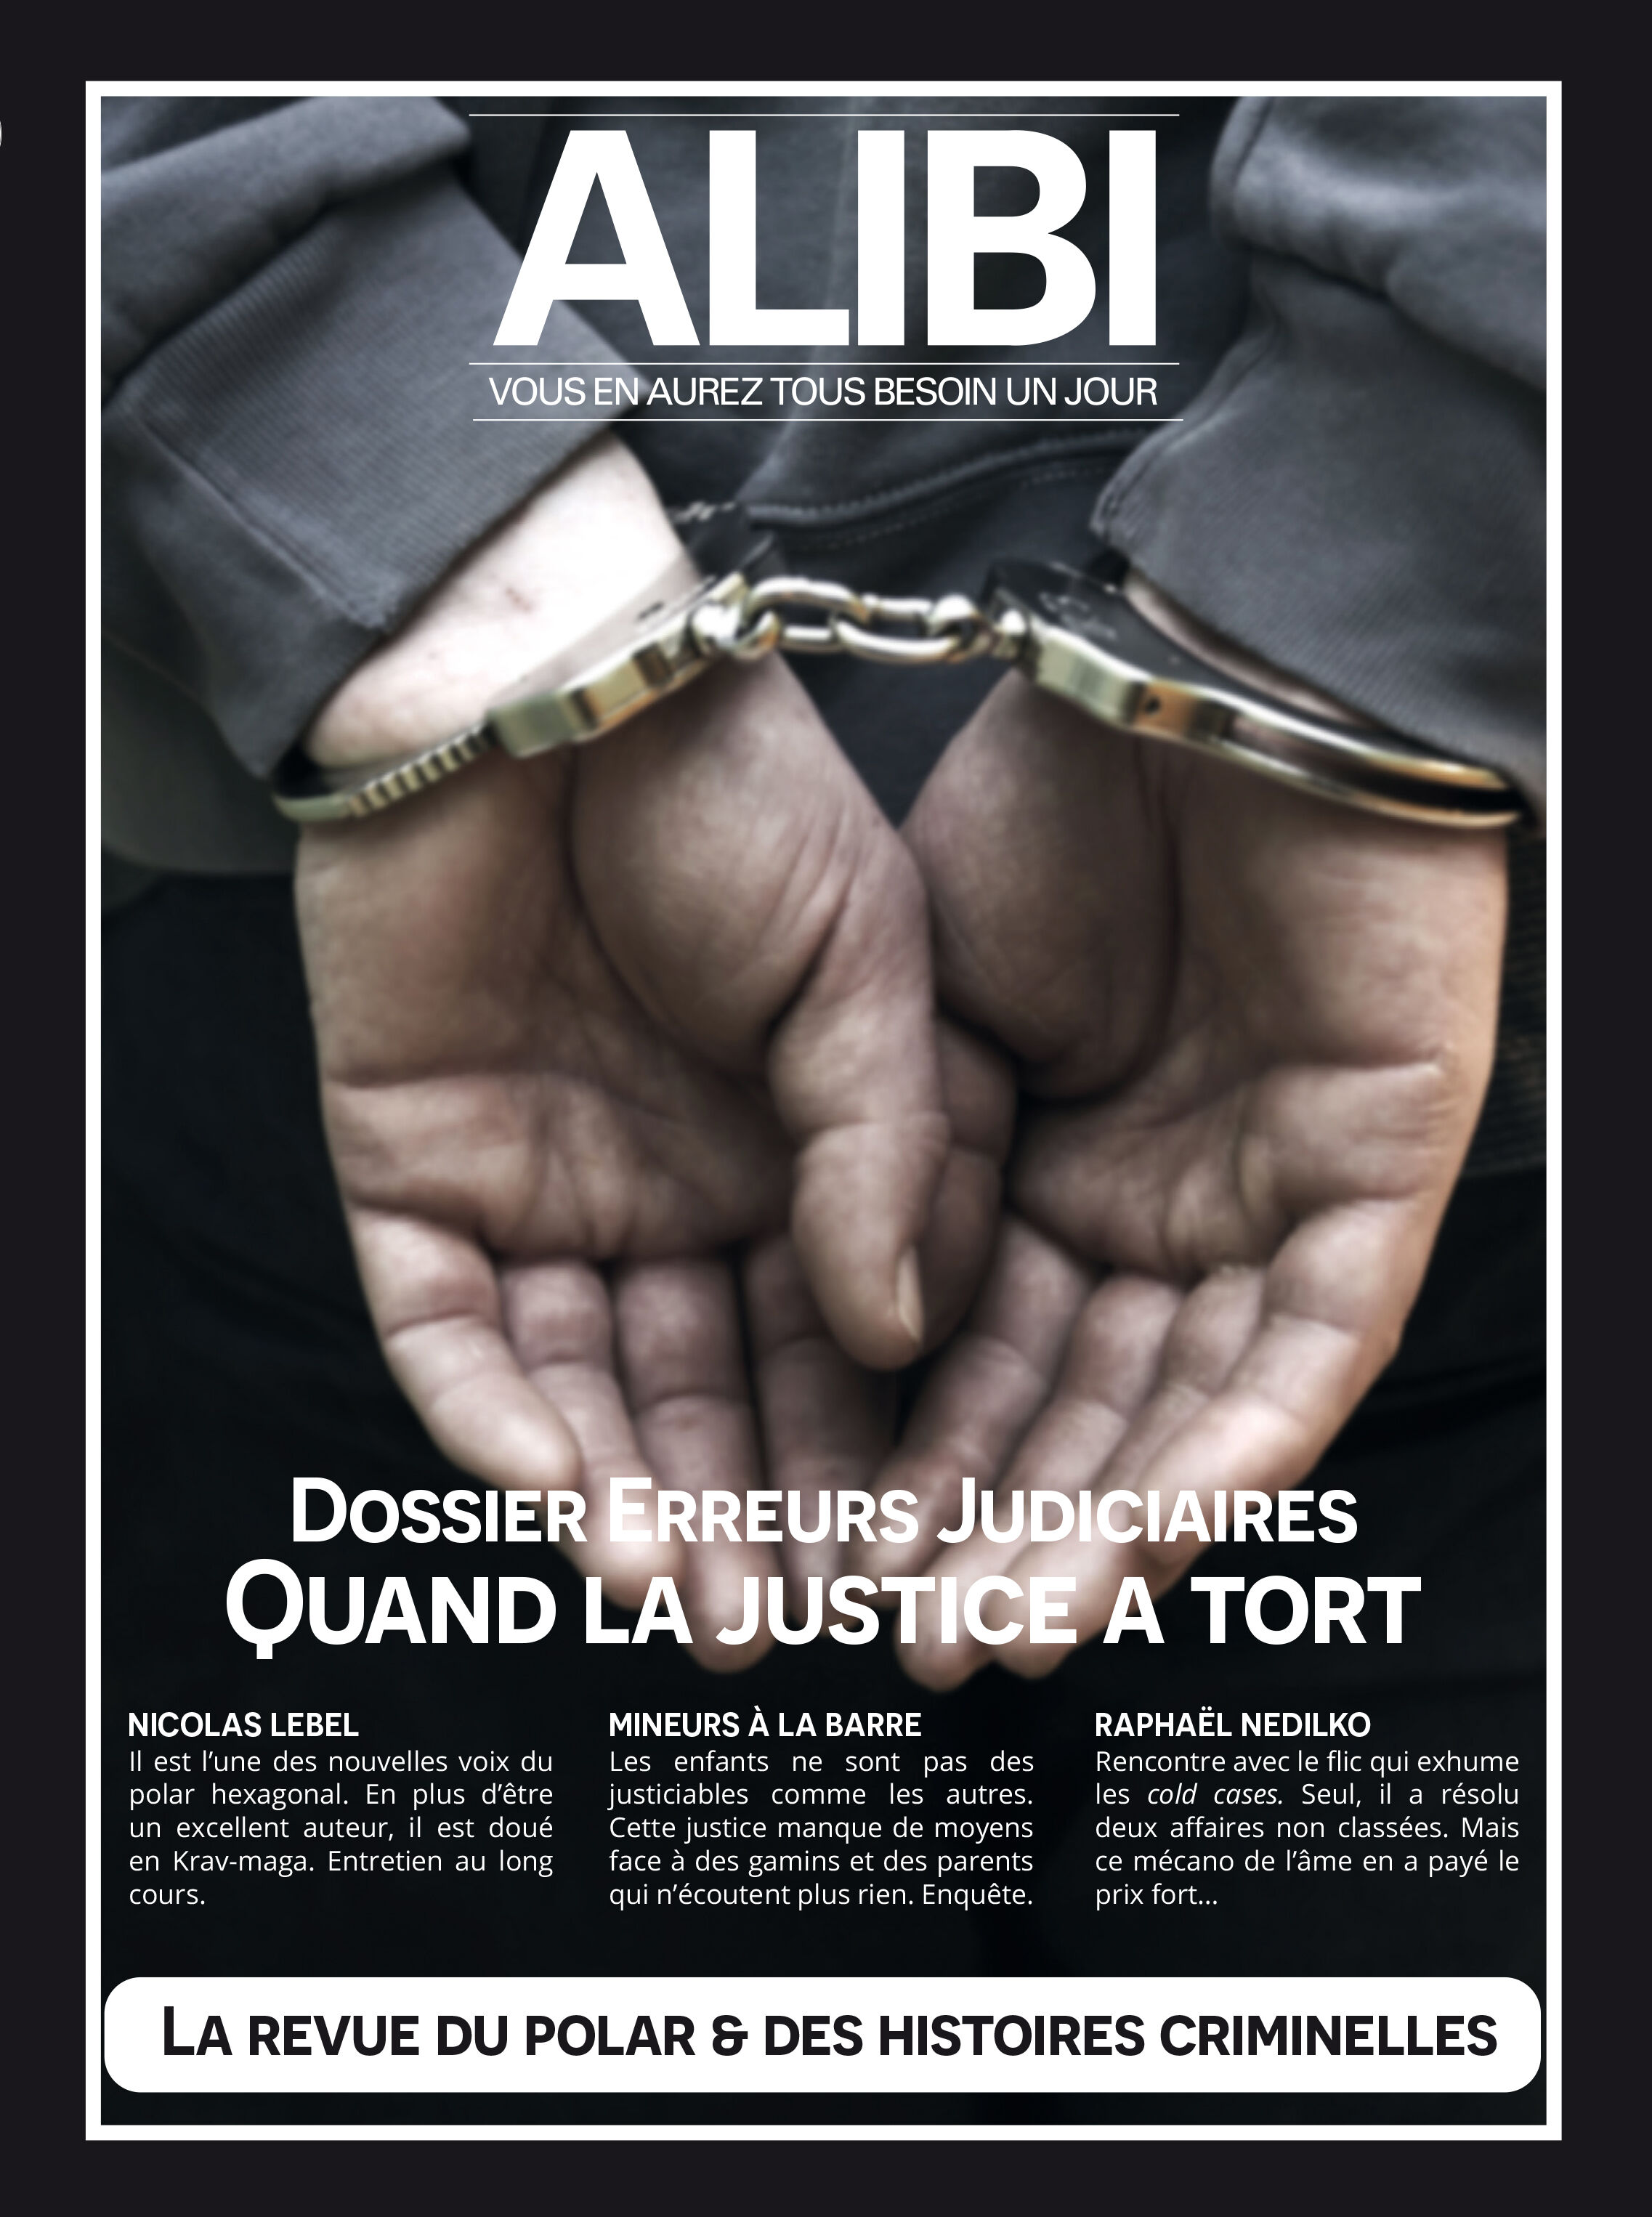 ALIBI
VOUS EN AUREZ TOUS BESOIN UN JOUR
DOSSIER ERREURS JUDICIAIRES
QUAND LA JUSTICE A TORT
NICOLAS LEBEL
Il est l’une des nouvelles voix du
polar hexagonal. En plus d’être
un excellent auteur, il est doué
en Krav-maga. Entretien au long
cours.
MINEURS À LA BARRE
Les enfants ne sont pas des
justiciables comme les autres.
Cette justice manque de moyens
face à des gamins et des parents
qui n’écoutent plus rien. Enquête.
RAPHAËL NEDILKO
Rencontre avec le flic qui exhume
les cold cases. Seul, il a résolu
deux affaires non classées. Mais
ce mécano de l’âme en a payé le
prix fort...
LA REVUE DU POLAR & DES HISTOIRES CRIMINELLES